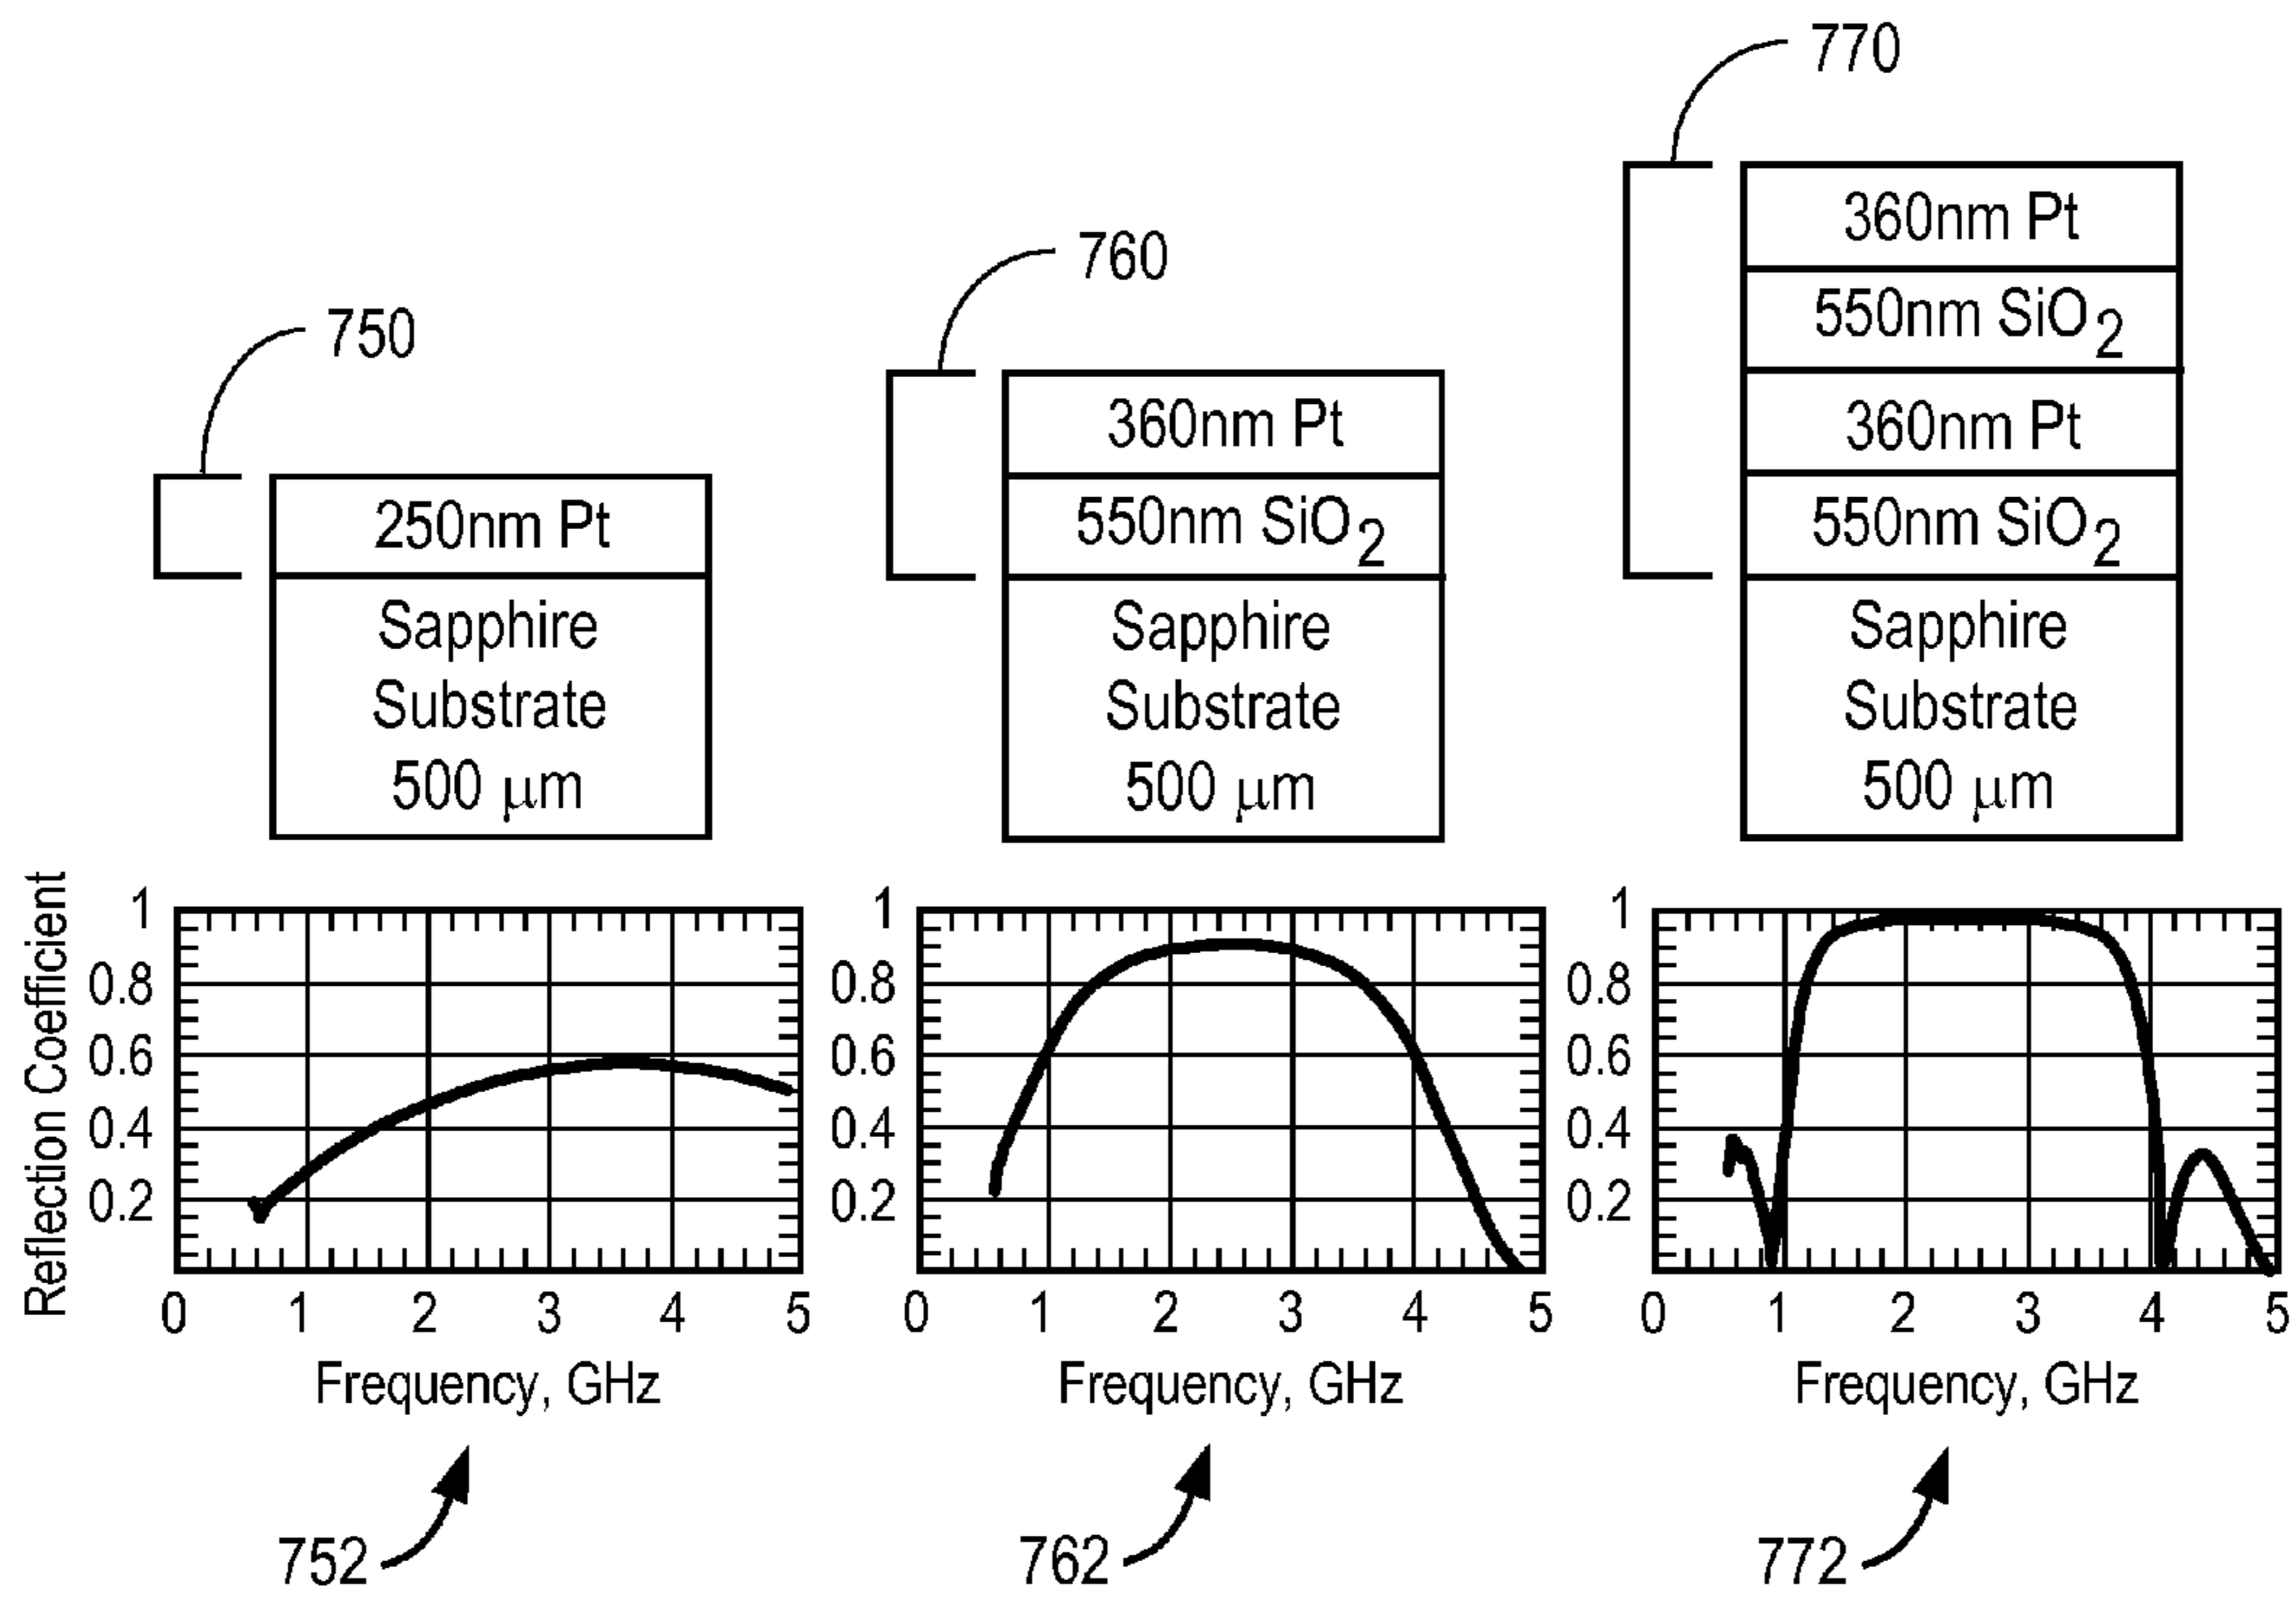 770
360nm Pt
550nm SiO2
360nm Pt
550nm SiO2
Sapphire
Substrate
500 μm
760
360nm Pt
550nm SiO2
Sapphire
Substrate
500 μm
750
250nm Pt
Sapphire
Substrate
500 μm
Reflection Coefficient
1
0.8
0.6
0.4
0.2
0 1 2 3 4 5
Frequency, GHz
752
1
0.8
0.6
0.4
0.2
0 1 2 3 4 5
Frequency, GHz
762
1
0.8
0.6
0.4
0.2
0 1 2 3 4 5
Frequency, GHz
772